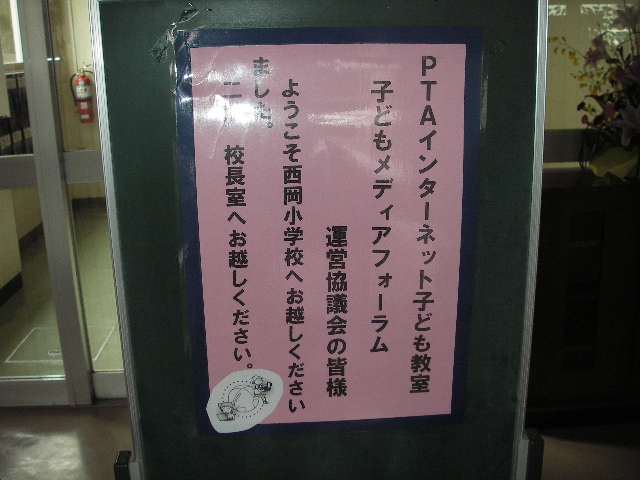 PTAインターネット子ども教室
子どもメディアフォーラム
運営協議会の皆様
ようこそ西岡小学校へお越しください
ました。
校長室へお越しください。